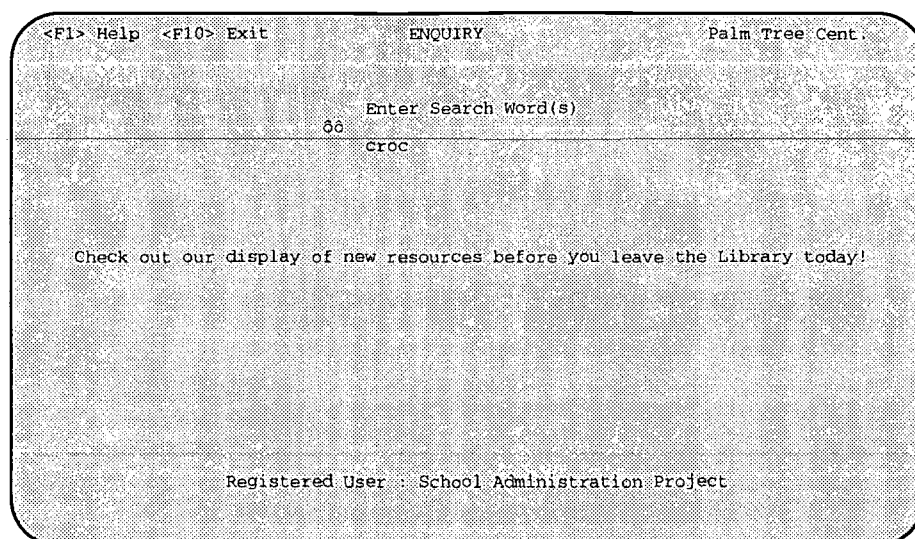 <F1> Help <F10> Exit ENQUIRY Palm Tree Cent.
Enter Search Word(s)
ôô
croc
Check out our display of new resources before you leave the Library today!
Registered User : School Administration Project